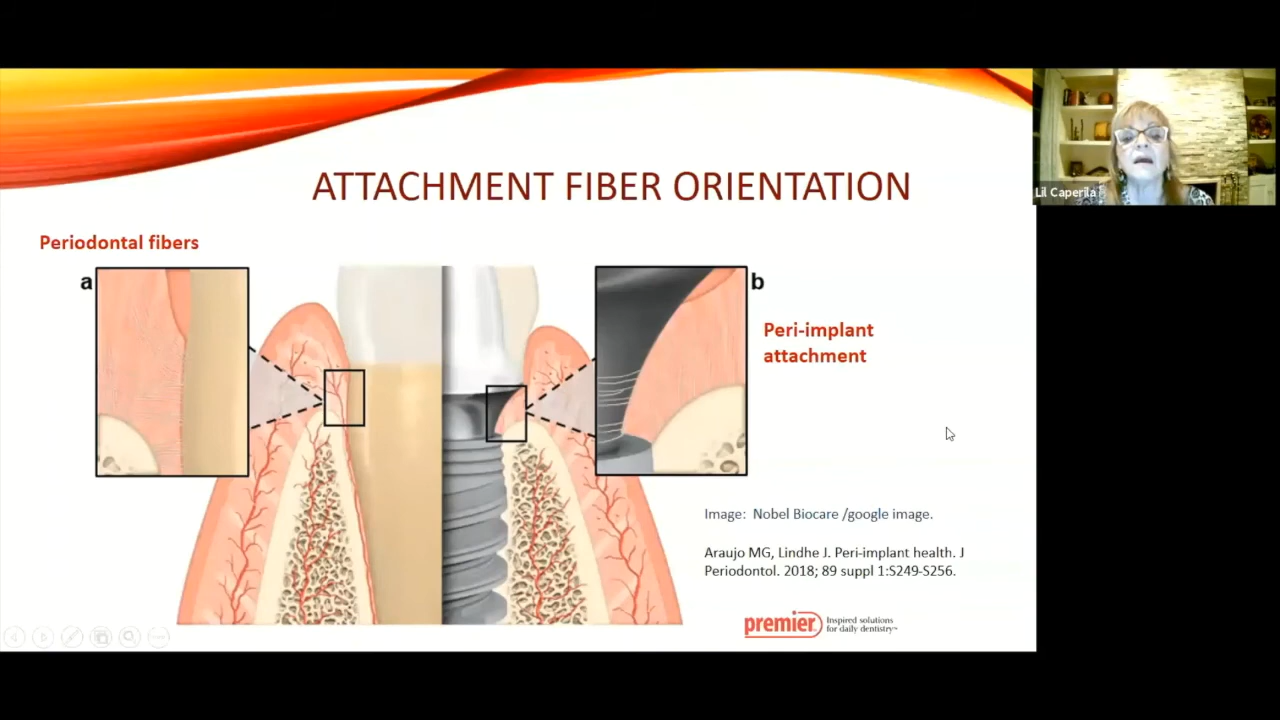 Lil Caperila
ATTACHMENT FIBER ORIENTATION
Periodontal fibers
a
b
Peri-implant
attachment
Image: Nobel Biocare /google image.
Araujo MG, Lindhe J. Peri-implant health. J
Periodontol. 2018; 89 suppl 1:S249-S256.
premier
Inspired solutions
for daily dentistry™